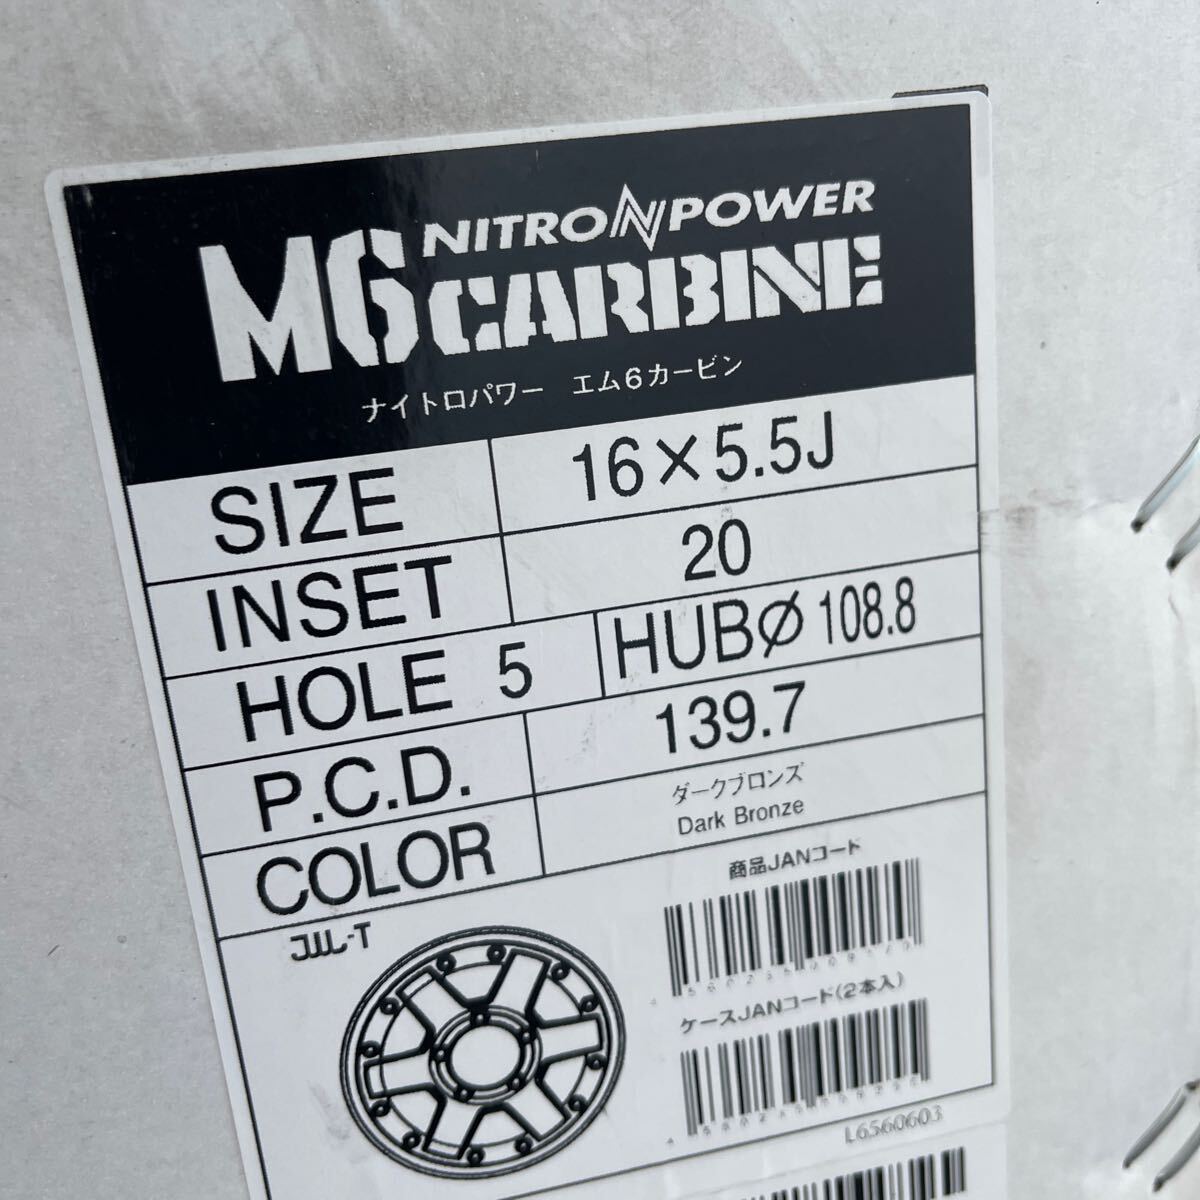 NITRO N POWER
M6 CARBINE
ナイトロパワー エム6カービン
SIZE 16×5.5J
INSET 20
HOLE 5 HUBØ 108.8
P.C.D. 139.7
COLOR ダークブロンズ
Dark Bronze
JWL-T
商品JANコード
ケースJANコード(2本入)
L6560603